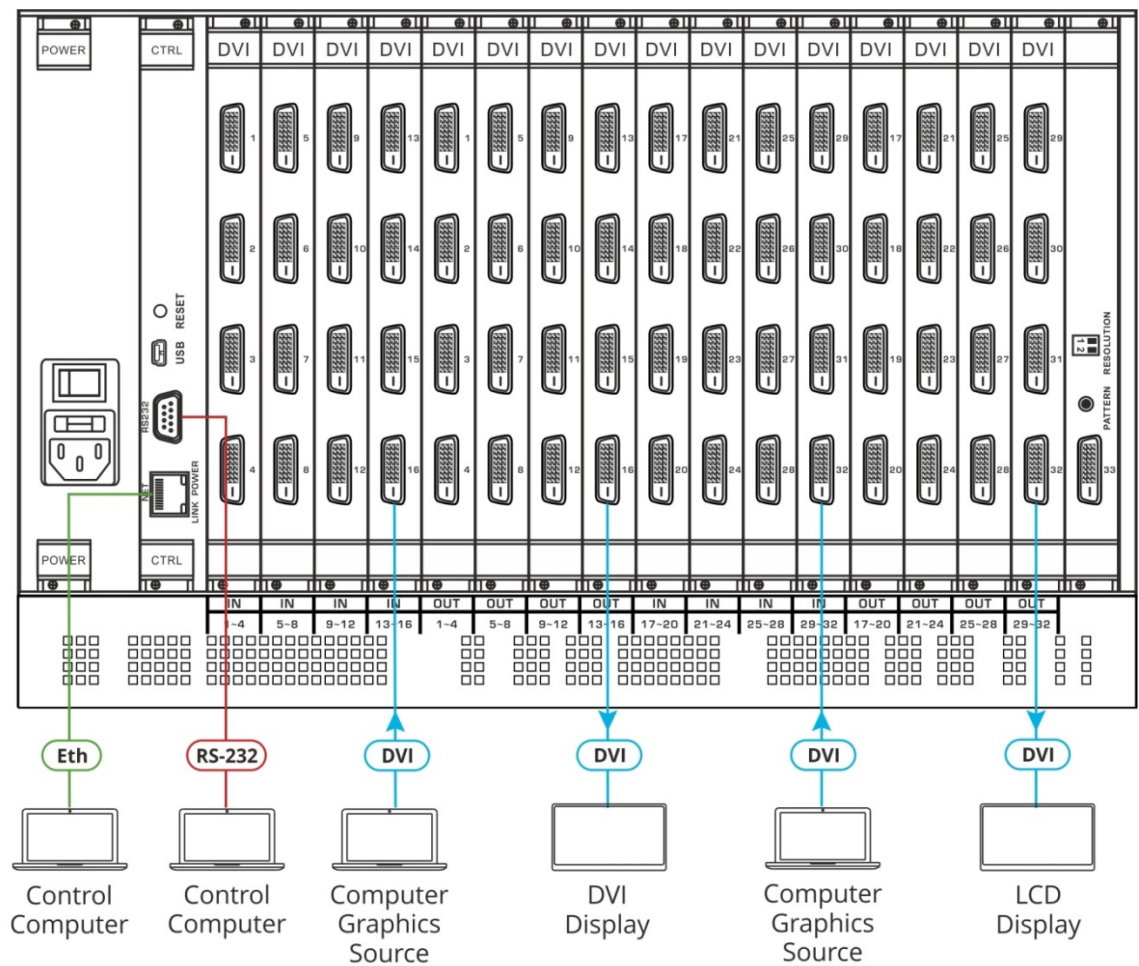 POWER CTRL DVI DVI DVI DVI DVI DVI DVI DVI DVI DVI DVI DVI DVI DVI DVI DVI
1 5 9 13 1 5 9 13 17 21 25 29 17 21 25 29
2 6 10 14 2 6 10 14 18 22 26 30 18 22 26 30
RESET
USB
3 7 11 15 3 7 11 15 19 23 27 31 19 23 27 31
1 2
RESOLUTION
PATTERN
RS232
4 8 12 16 4 8 12 16 20 24 28 32 20 24 28 32 33
NET
LINK POWER
POWER CTRL
IN IN IN IN OUT OUT OUT OUT IN IN IN IN OUT OUT OUT OUT
1~4 5~8 9~12 13~16 1~4 5~8 9~12 13~16 17~20 21~24 25~28 29~32 17~20 21~24 25~28 29~32
Eth RS-232 DVI DVI DVI DVI
Control Control Computer DVI Computer LCD
Computer Computer Graphics Display Graphics Display
Source Source